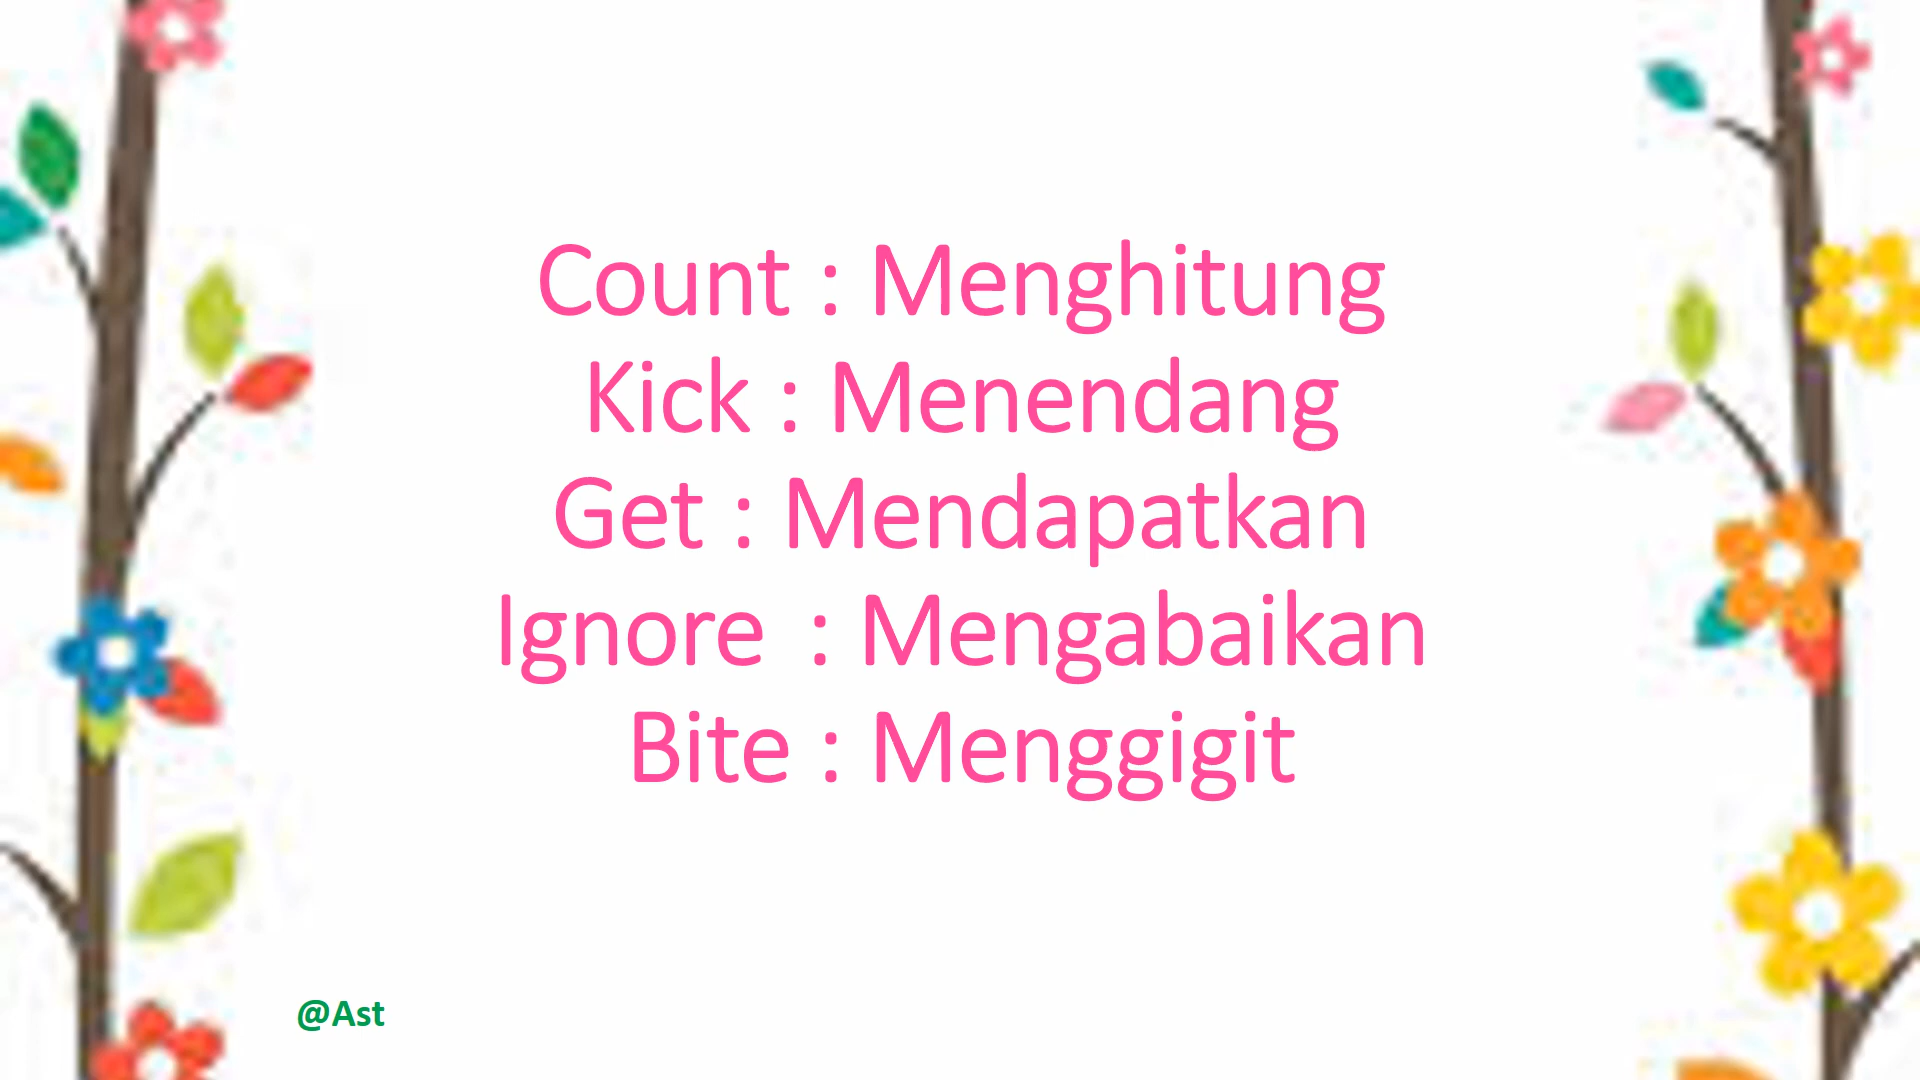 Count : Menghitung
Kick : Menendang
Get : Mendapatkan
Ignore  : Mengabaikan
Bite : Menggigit
@Ast